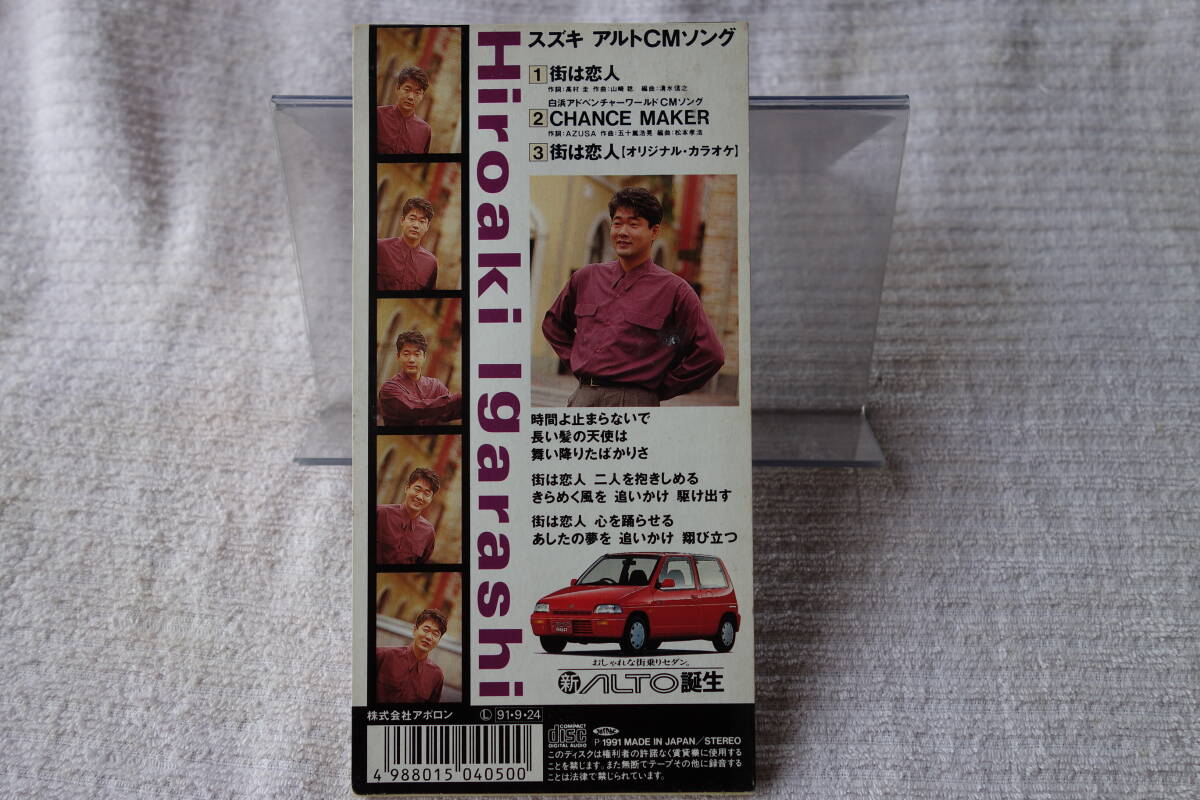 Hiroaki Igarashi
スズキ アルトCMソング
1 街は恋人
作詞:高村 圭 作曲:山崎 稔 編曲:清水信之
白浜アドベンチャーワールドCMソング
2 CHANCE MAKER
作詞:AZUSA 作曲:五十嵐浩晃 編曲:松本孝浩
3 街は恋人[オリジナル・カラオケ]
時間よ止まらないで
長い髪の天使は
舞い降りたばかりさ
街は恋人 二人を抱きしめる
きらめく風を 追いかけ 駆け出す
街は恋人 心を踊らせる
あしたの夢を 追いかけ 翔び立つ
おしゃれな街乗りセダン。
新ALTO誕生
株式会社アポロン Ⓛ 91・9・24
4 988015 040500
COMPACT
disc
DIGITAL AUDIO
℗ 1991 MADE IN JAPAN/STEREO
このディスクは権利者の許諾なく賃貸業に使用する
ことを禁じます。また無断でテープその他に録音する
ことは法律で禁じられています。